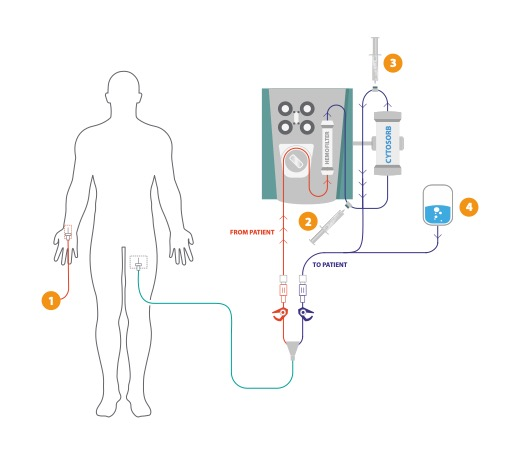 3
HEMOFILTER
CYTOSORB
2
4
FROM PATIENT
TO PATIENT
1